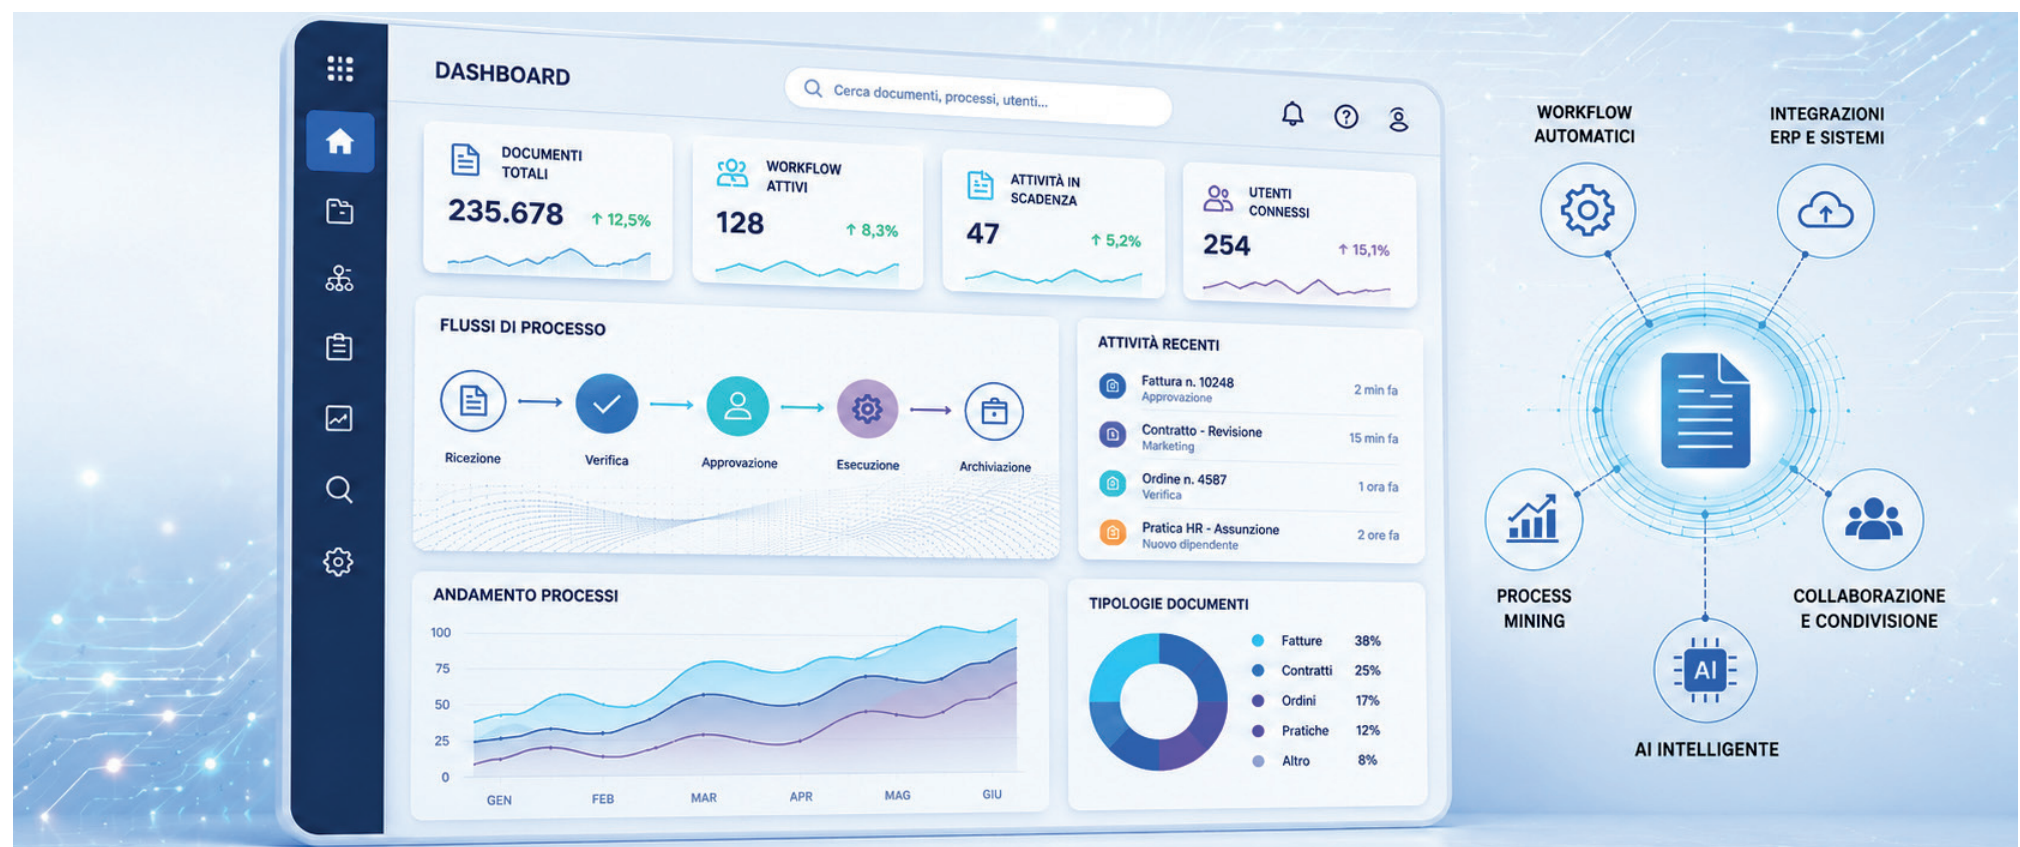 DASHBOARD
Cerca documenti, processi, utenti...
DOCUMENTI
TOTALI
235.678
↑ 12,5%
WORKFLOW
ATTIVI
128
↑ 8,3%
ATTIVITÀ IN
SCADENZA
47
↑ 5,2%
UTENTI
CONNESSI
254
↑ 15,1%
FLUSSI DI PROCESSO
Ricezione
Verifica
Approvazione
Esecuzione
Archiviazione
ATTIVITÀ RECENTI
Fattura n. 10248
Approvazione
2 min fa
Contratto - Revisione
Marketing
15 min fa
Ordine n. 4587
Verifica
1 ora fa
Pratica HR - Assunzione
Nuovo dipendente
2 ore fa
ANDAMENTO PROCESSI
100
75
50
25
0
GEN FEB MAR APR MAG GIU
TIPOLOGIE DOCUMENTI
Fatture 38%
Contratti 25%
Ordini 17%
Pratiche 12%
Altro 8%
WORKFLOW
AUTOMATICI
INTEGRAZIONI
ERP E SISTEMI
PROCESS
MINING
COLLABORAZIONE
E CONDIVISIONE
AI
AI INTELLIGENTE